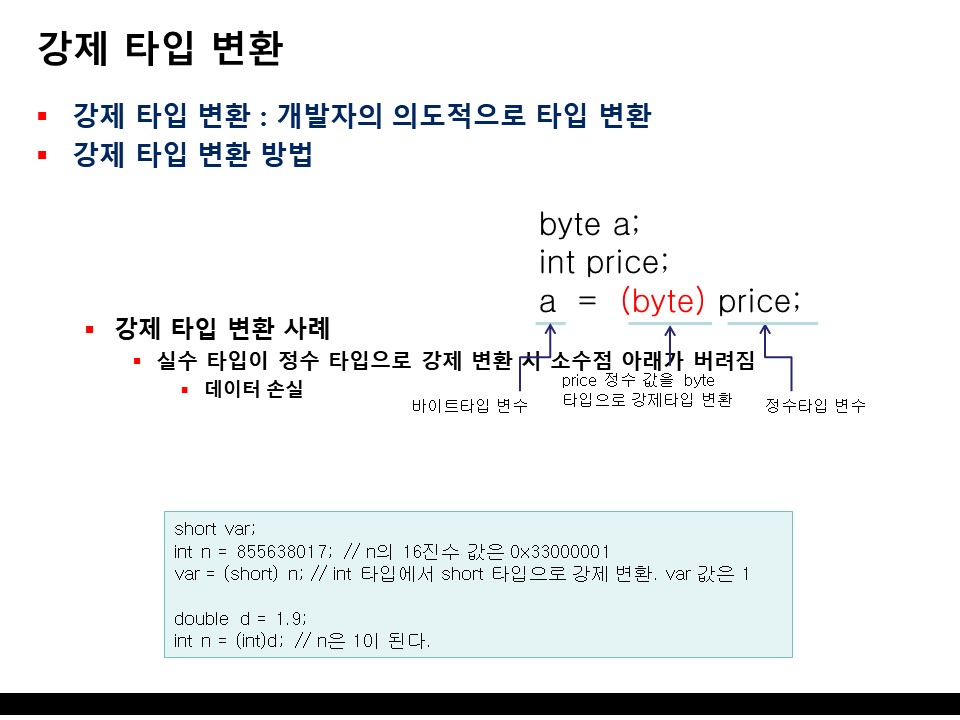 강제 타입 변환
강제 타입 변환 : 개발자의 의도적으로 타입 변환
강제 타입 변환 방법
byte a;
int price;
a = (byte) price;
강제 타입 변환 사례
실수 타입이 정수 타입으로 강제 변환 시 소수점 아래가 버려짐
데이터 손실
바이트타입 변수
price 정수 값을 byte
타입으로 강제타입 변환
정수타입 변수
short var;
int n = 855638017; // n의 16진수 값은 0x33000001
var = (short) n; // int 타입에서 short 타입으로 강제 변환. var 값은 1
double d = 1.9;
int n = (int)d; // n은 1이 된다.